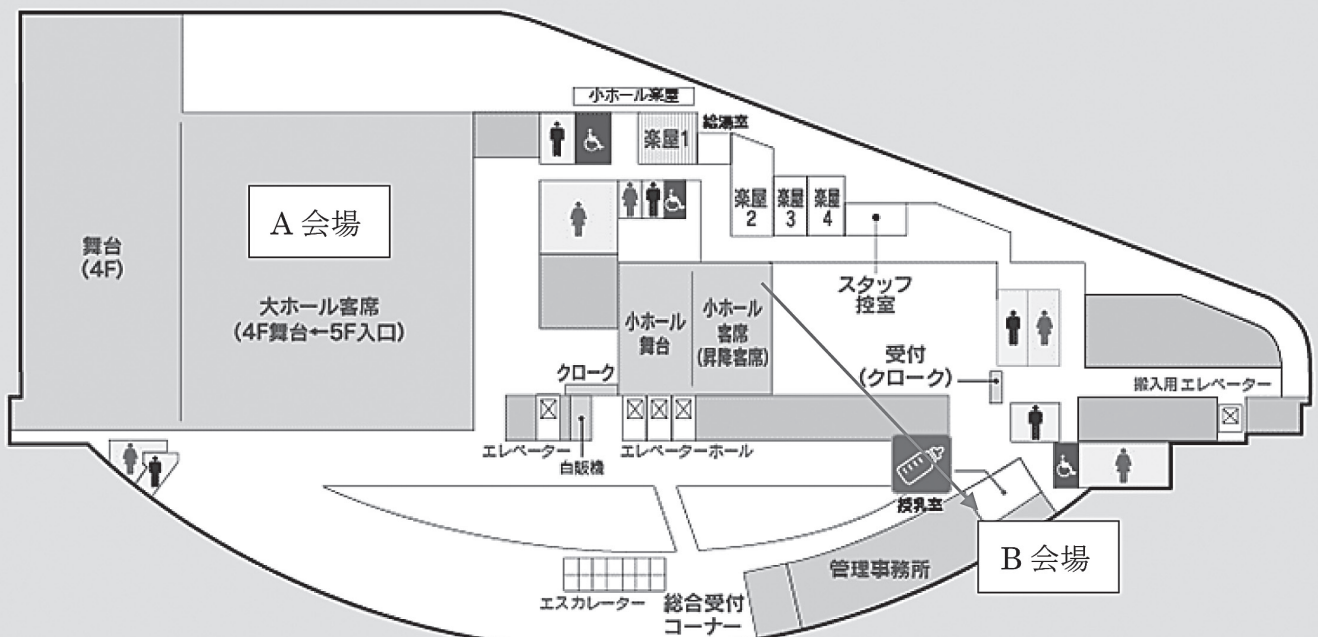 小ホール楽屋
楽屋1
給湯室
A 会場
楽屋
2
楽屋
3
楽屋
4
舞台
(4F)
大ホール客席
(4F舞台←5F入口)
スタッフ
控室
小ホール
舞台
小ホール
客席
(昇降客席)
受付
(クローク)
クローク
搬入用エレベーター
エレベーター
自販機
エレベーターホール
授乳室
B 会場
管理事務所
エスカレーター
総合受付
コーナー